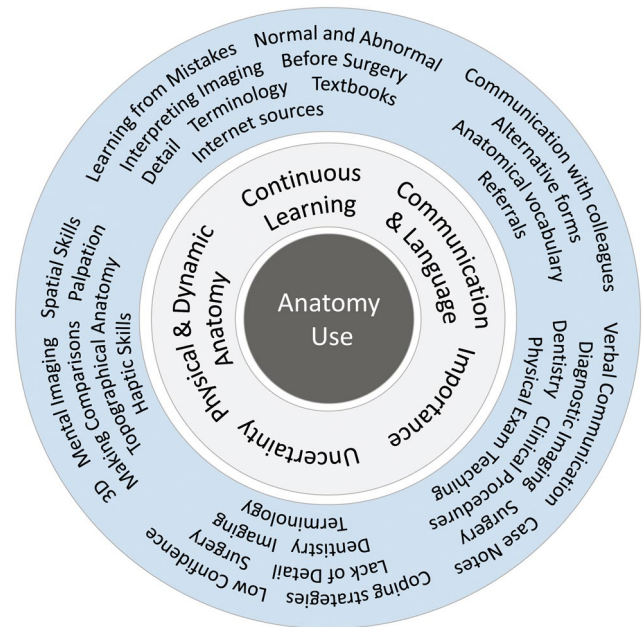 Anatomy
Use
Continuous
Learning
Communication
& Language
Importance
Uncertainty
Physical & Dynamic
Anatomy
Learning from Mistakes
Normal and Abnormal
Interpreting Imaging
Before Surgery
Detail
Terminology
Textbooks
Internet sources
Communication with colleagues
Alternative forms
Anatomical vocabulary
Referrals
Verbal Communication
Diagnostic Imaging
Dentistry
Clinical Procedures
Physical Exam Teaching
Surgery
Case Notes
Terminology
Dentistry
Imaging
Surgery
Lack of Detail
Coping strategies
Low Confidence
Spatial Skills
Palpation
3D
Mental Imaging
Making Comparisons
Topographical Anatomy
Haptic Skills